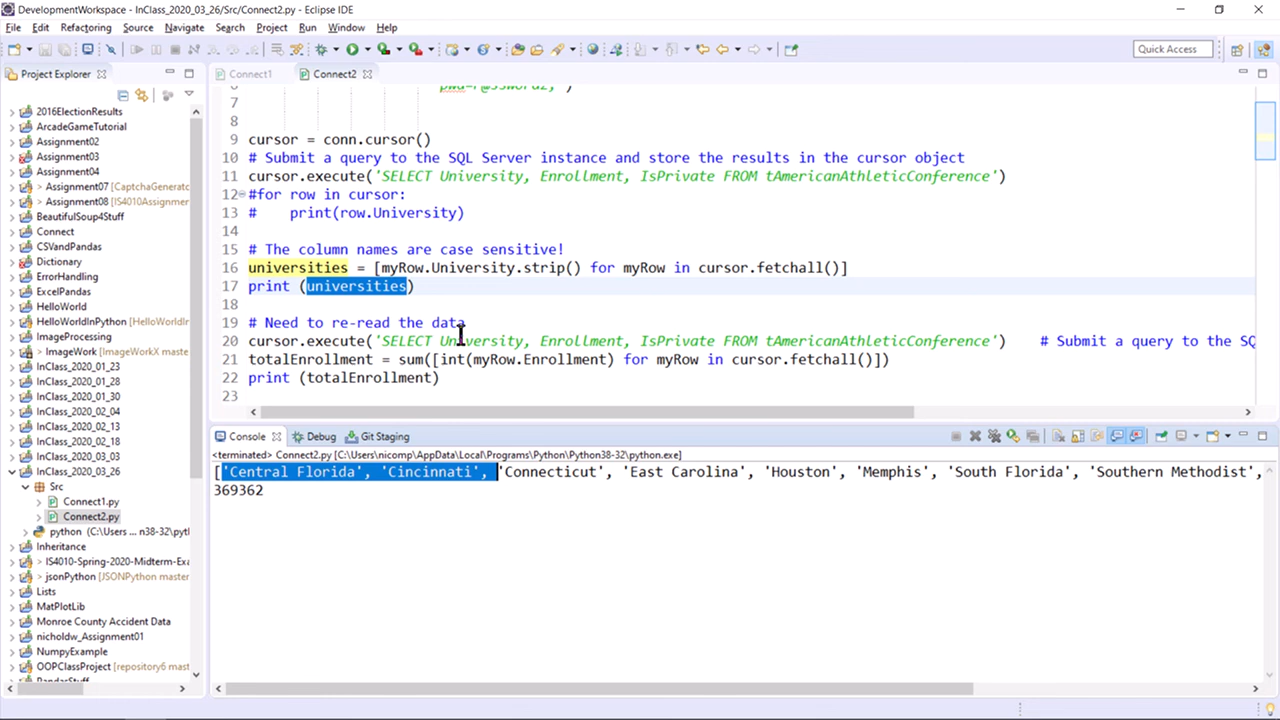 DevelopmentWorkspace - InClass_2020_03_26/Src/Connect2.py - Eclipse IDE
File Edit Refactoring Source Navigate Search Project Run Window Help
Quick Access
Project Explorer
2016ElectionResults
ArcadeGameTutorial
Assignment02
Assignment03
Assignment04
> Assignment07 [CaptchaGenerato
> Assignment08 [IS4010Assignmer
BeautifulSoup4Stuff
Connect
CSVandPandas
Dictionary
ErrorHandling
ExcelPandas
HelloWorld
HelloWorldInPython [HelloWorldIn
ImageProcessing
> ImageWork [ImageWorkX master
InClass_2020_01_23
InClass_2020_01_28
InClass_2020_01_30
InClass_2020_02_04
InClass_2020_02_13
InClass_2020_02_18
InClass_2020_03_03
InClass_2020_03_26
Src
Connect1.py
Connect2.py
python (C:\Users ... n38-32\pytl
Inheritance
> IS4010-Spring-2020-Midterm-Exa
> jsonPython [JSONPython master
Lists
MatPlotLib
Monroe County Accident Data
nicholdw_Assignment01
NumpyExample
OOPClassProject [repository6 mast
Connect1 Connect2
7
8
9 cursor = conn.cursor()
10 # Submit a query to the SQL Server instance and store the results in the cursor object
11 cursor.execute('SELECT University, Enrollment, IsPrivate FROM tAmericanAthleticConference')
12 #for row in cursor:
13 #    print(row.University)
14
15 # The column names are case sensitive!
16 universities = [myRow.University.strip() for myRow in cursor.fetchall()]
17 print (universities)
18
19 # Need to re-read the data
20 cursor.execute('SELECT University, Enrollment, IsPrivate FROM tAmericanAthleticConference')    # Submit a query to the SQ
21 totalEnrollment = sum([int(myRow.Enrollment) for myRow in cursor.fetchall()])
22 print (totalEnrollment)
23
Console Debug Git Staging
<terminated> Connect2.py [C:\Users\nicomp\AppData\Local\Programs\Python\Python38-32\python.exe]
['Central Florida', 'Cincinnati', 'Connecticut', 'East Carolina', 'Houston', 'Memphis', 'South Florida', 'Southern Methodist',
369362